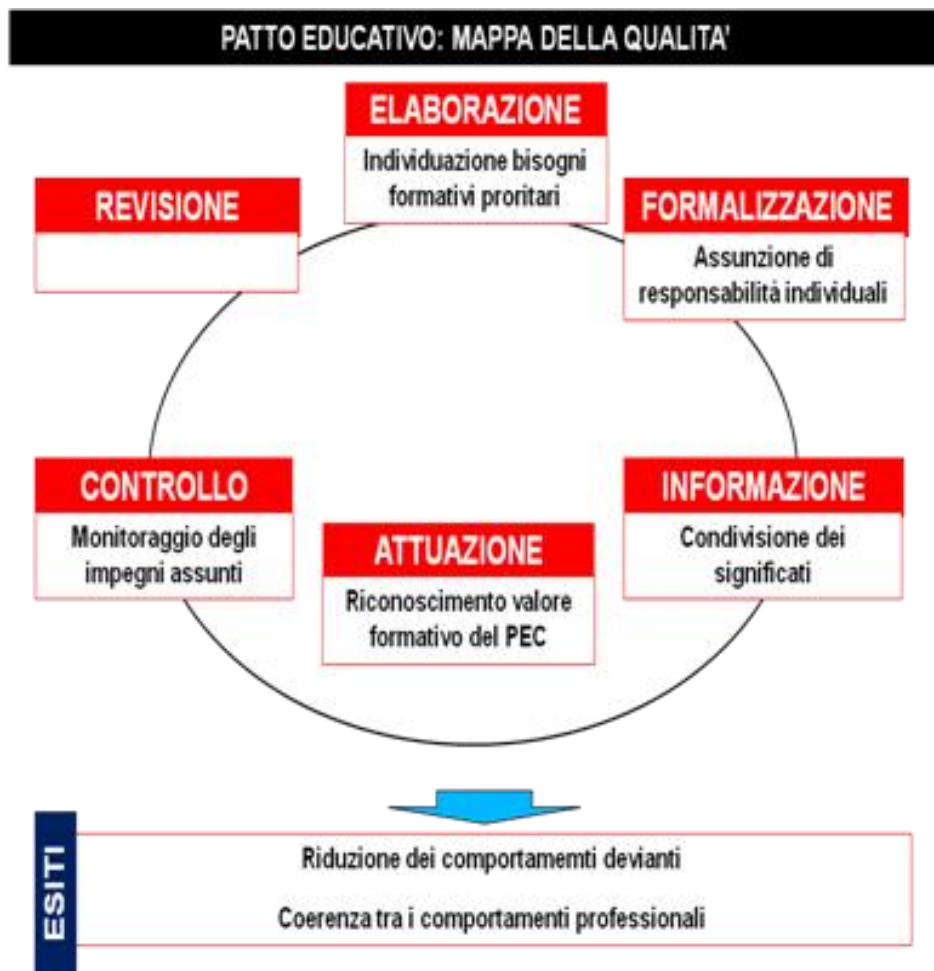 PATTO EDUCATIVO: MAPPA DELLA QUALITA'
ELABORAZIONE
Individuazione bisogni
formativi proritari
REVISIONE
FORMALIZZAZIONE
Assunzione di
responsabilità individuali
CONTROLLO
Monitoraggio degli
impegni assunti
ATTUAZIONE
Riconoscimento valore
formativo del PEC
INFORMAZIONE
Condivisione dei
significati
ESITI
Riduzione dei comportamemti devianti
Coerenza tra i comportamenti professionali